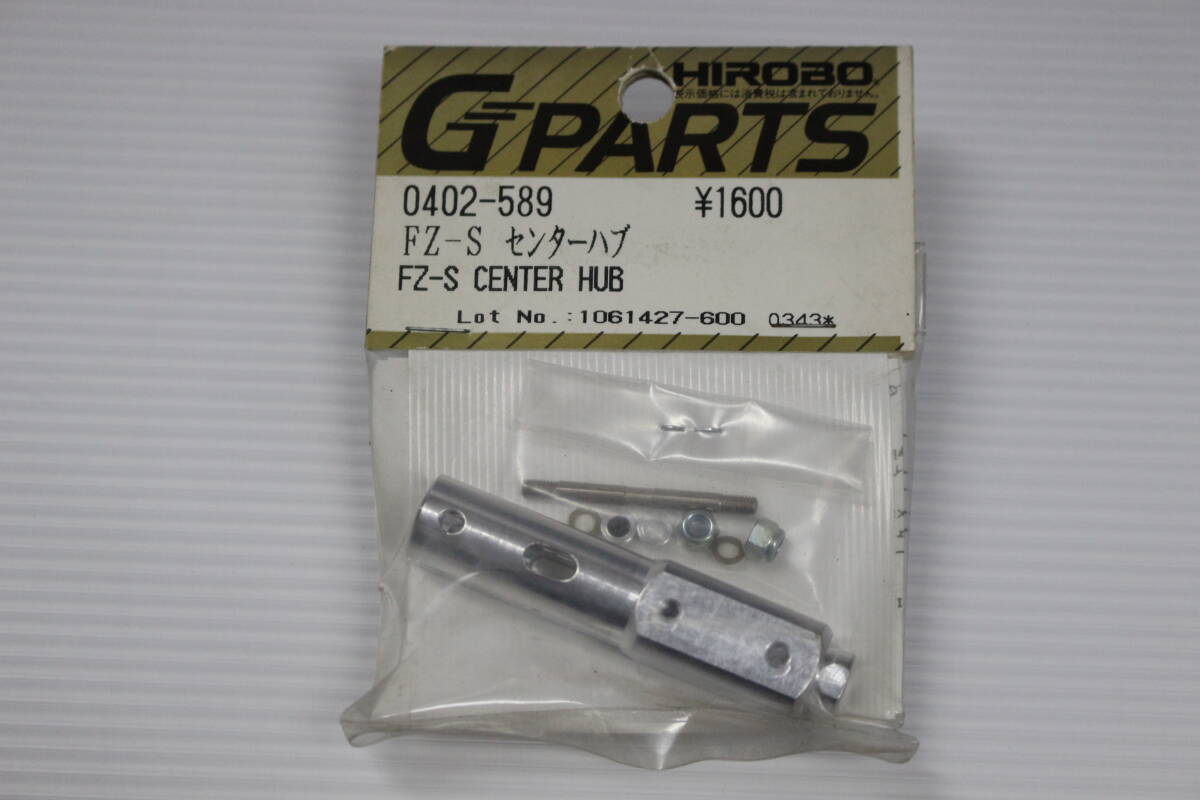 HIROBO
表示価格には消費税は含まれておりません。
G-PARTS
0402-589 ¥1600
FZ-S センターハブ
FZ-S CENTER HUB
Lot No.:1061427-600 0343*